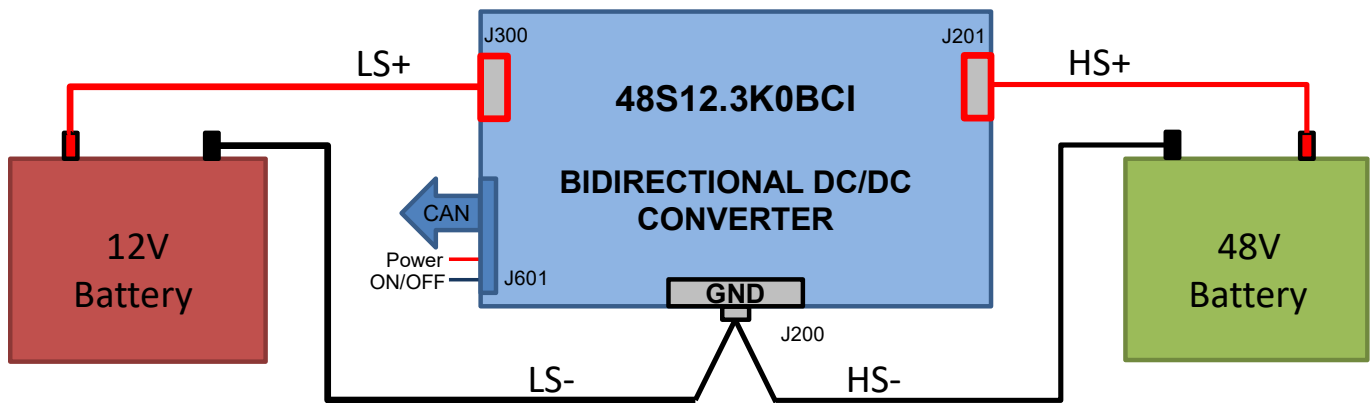 J300
J201
LS+
HS+
48S12.3K0BCI
BIDIRECTIONAL DC/DC
CONVERTER
CAN
12V
Battery
48V
Battery
Power
ON/OFF
J601
GND
J200
LS-
HS-